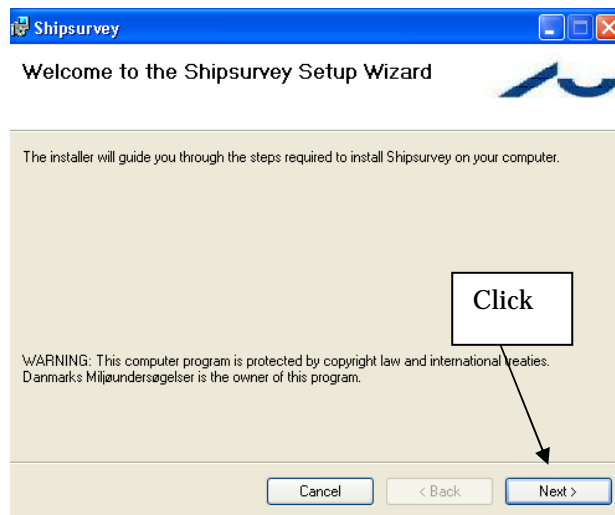 Shipsurvey
Welcome to the Shipsurvey Setup Wizard
The installer will guide you through the steps required to install Shipsurvey on your computer.
Click
WARNING: This computer program is protected by copyright law and international treaties.
Danmarks Miljøundersøgelser is the owner of this program.
Cancel
< Back
Next >